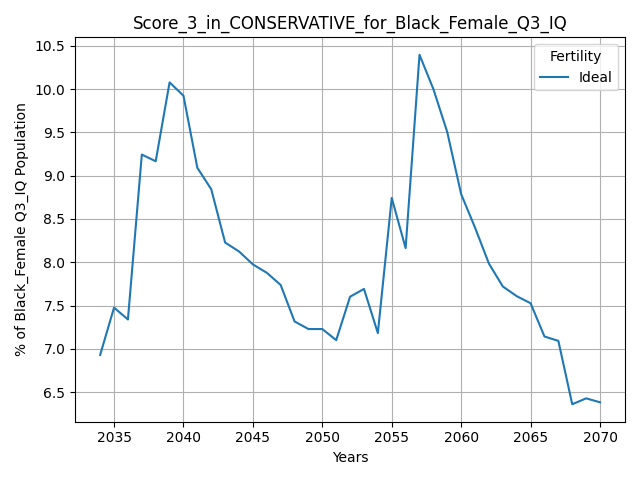 Score_3_in_CONSERVATIVE_for_Black_Female_Q3_IQ
Fertility
Ideal
% of Black_Female Q3_IQ Population
10.5
10.0
9.5
9.0
8.5
8.0
7.5
7.0
6.5
2035 2040 2045 2050 2055 2060 2065 2070
Years